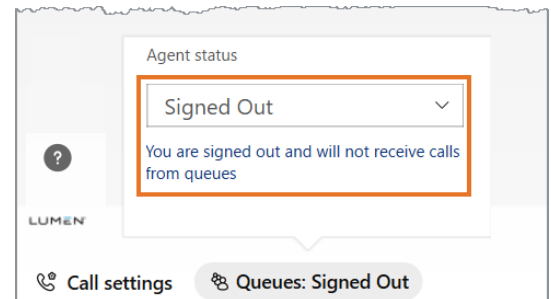 Agent status
Signed Out
You are signed out and will not receive calls
from queues
?
LUMEN
Call settings
Queues: Signed Out